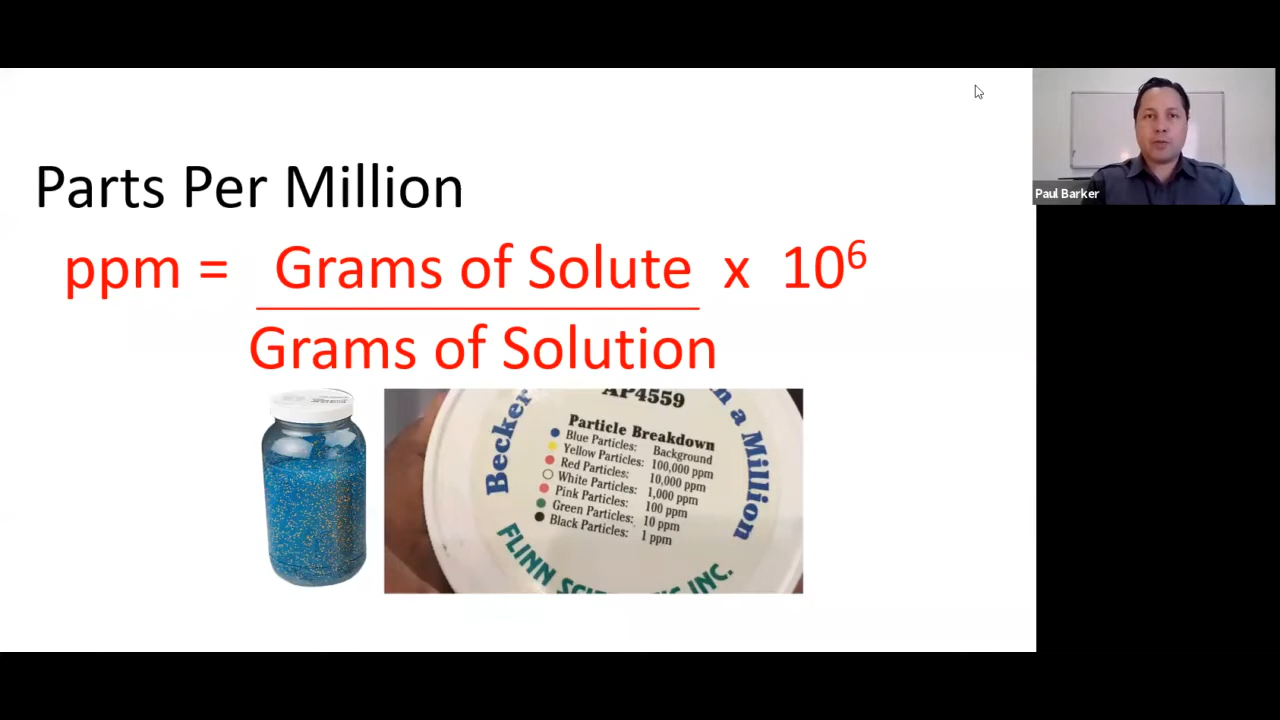 Parts Per Million
ppm = Grams of Solute x 10⁶
Grams of Solution
Paul Barker
AP4559
Becker
n a Million
Particle Breakdown
Blue Particles: Background
Yellow Particles: 100,000 ppm
Red Particles: 10,000 ppm
White Particles: 1,000 ppm
Pink Particles: 100 ppm
Green Particles: 10 ppm
Black Particles: 1 ppm
FLINN INC.